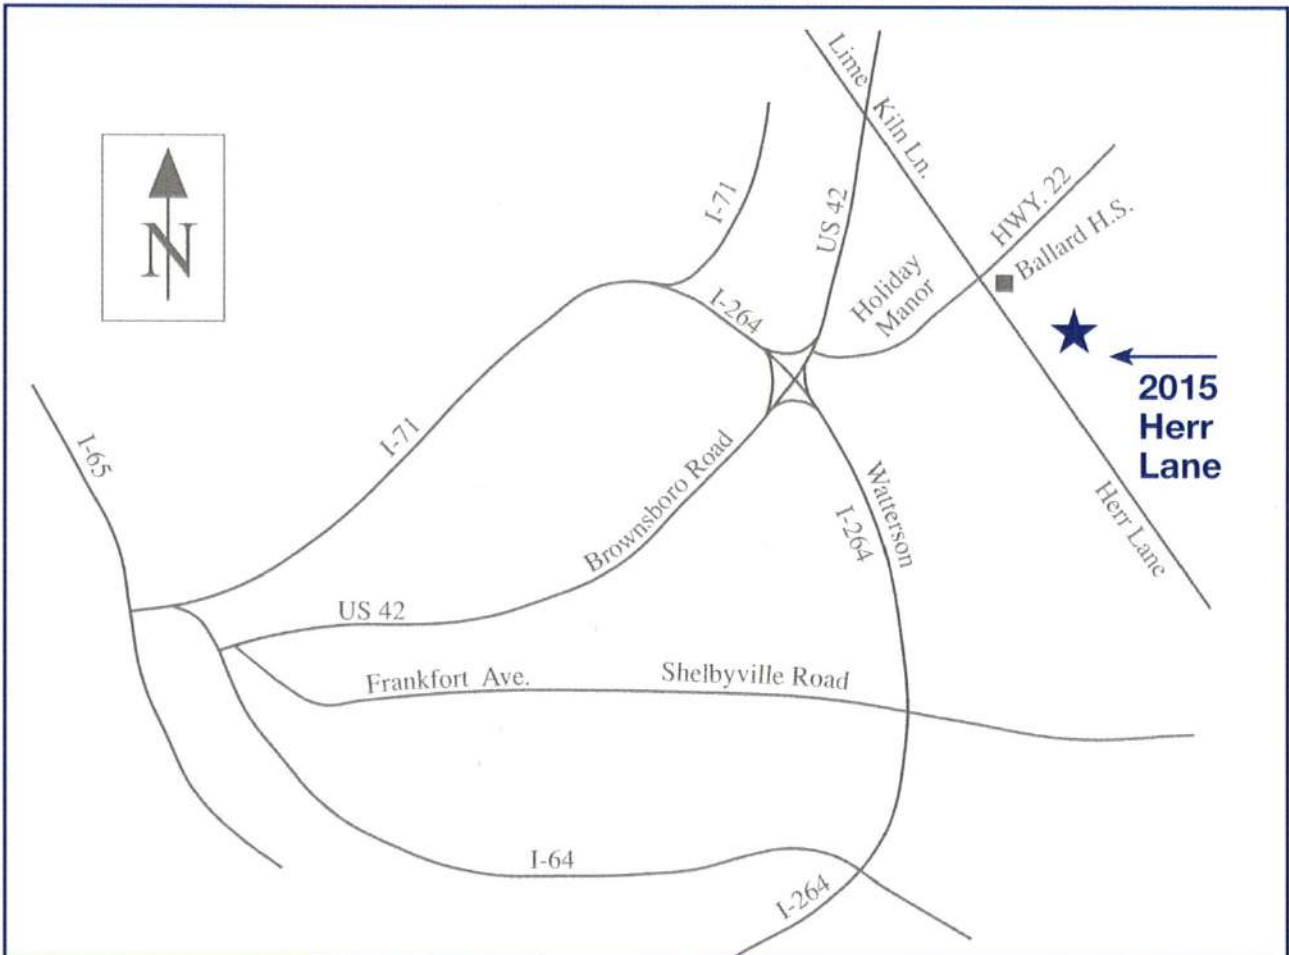 Lime Kiln Ln.
N
I-71
US 42
HWY. 22
Ballard H.S.
Holiday
Manor
I-264
2015
Herr
Lane
I-71
I-65
Brownsboro Road
Watterson
I-264
Herr Lane
US 42
Frankfort Ave.
Shelbyville Road
I-64
I-264